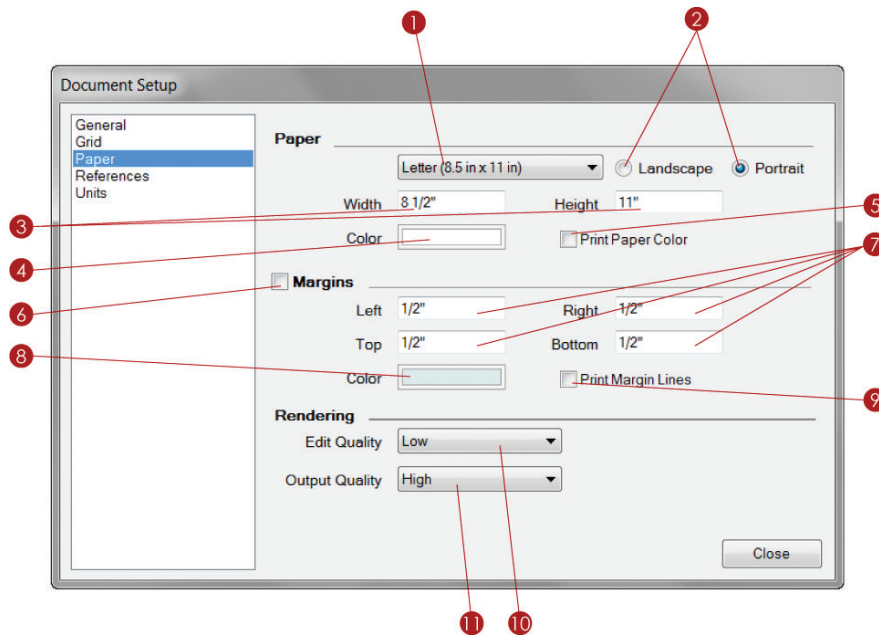 1 2
Document Setup
General
Grid
Paper
References
Units
Paper
Letter (8.5 in x 11 in) Landscape Portrait
3 Width 8 1/2" Height 11" 5
4 Color Print Paper Color 7
6 Margins
Left 1/2" Right 1/2"
Top 1/2" Bottom 1/2"
8 Color Print Margin Lines 9
Rendering
Edit Quality Low
Output Quality High
Close
11 10